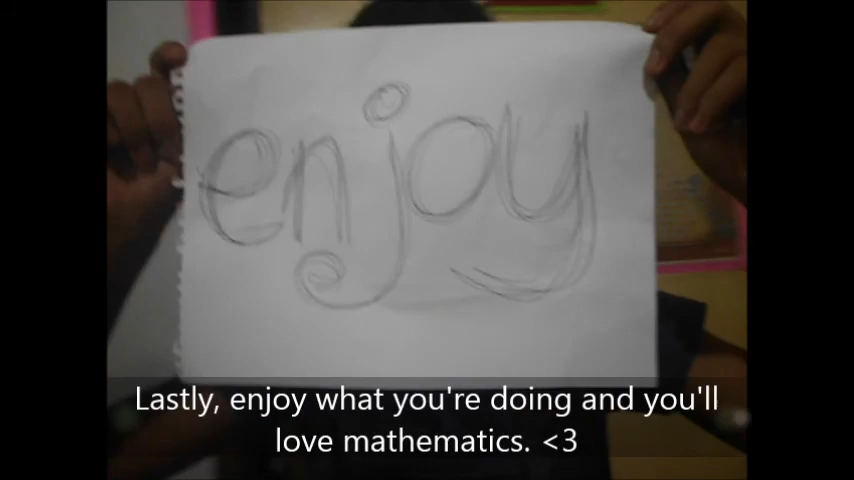 enjoy
Lastly, enjoy what you're doing and you'll
love mathematics. <3